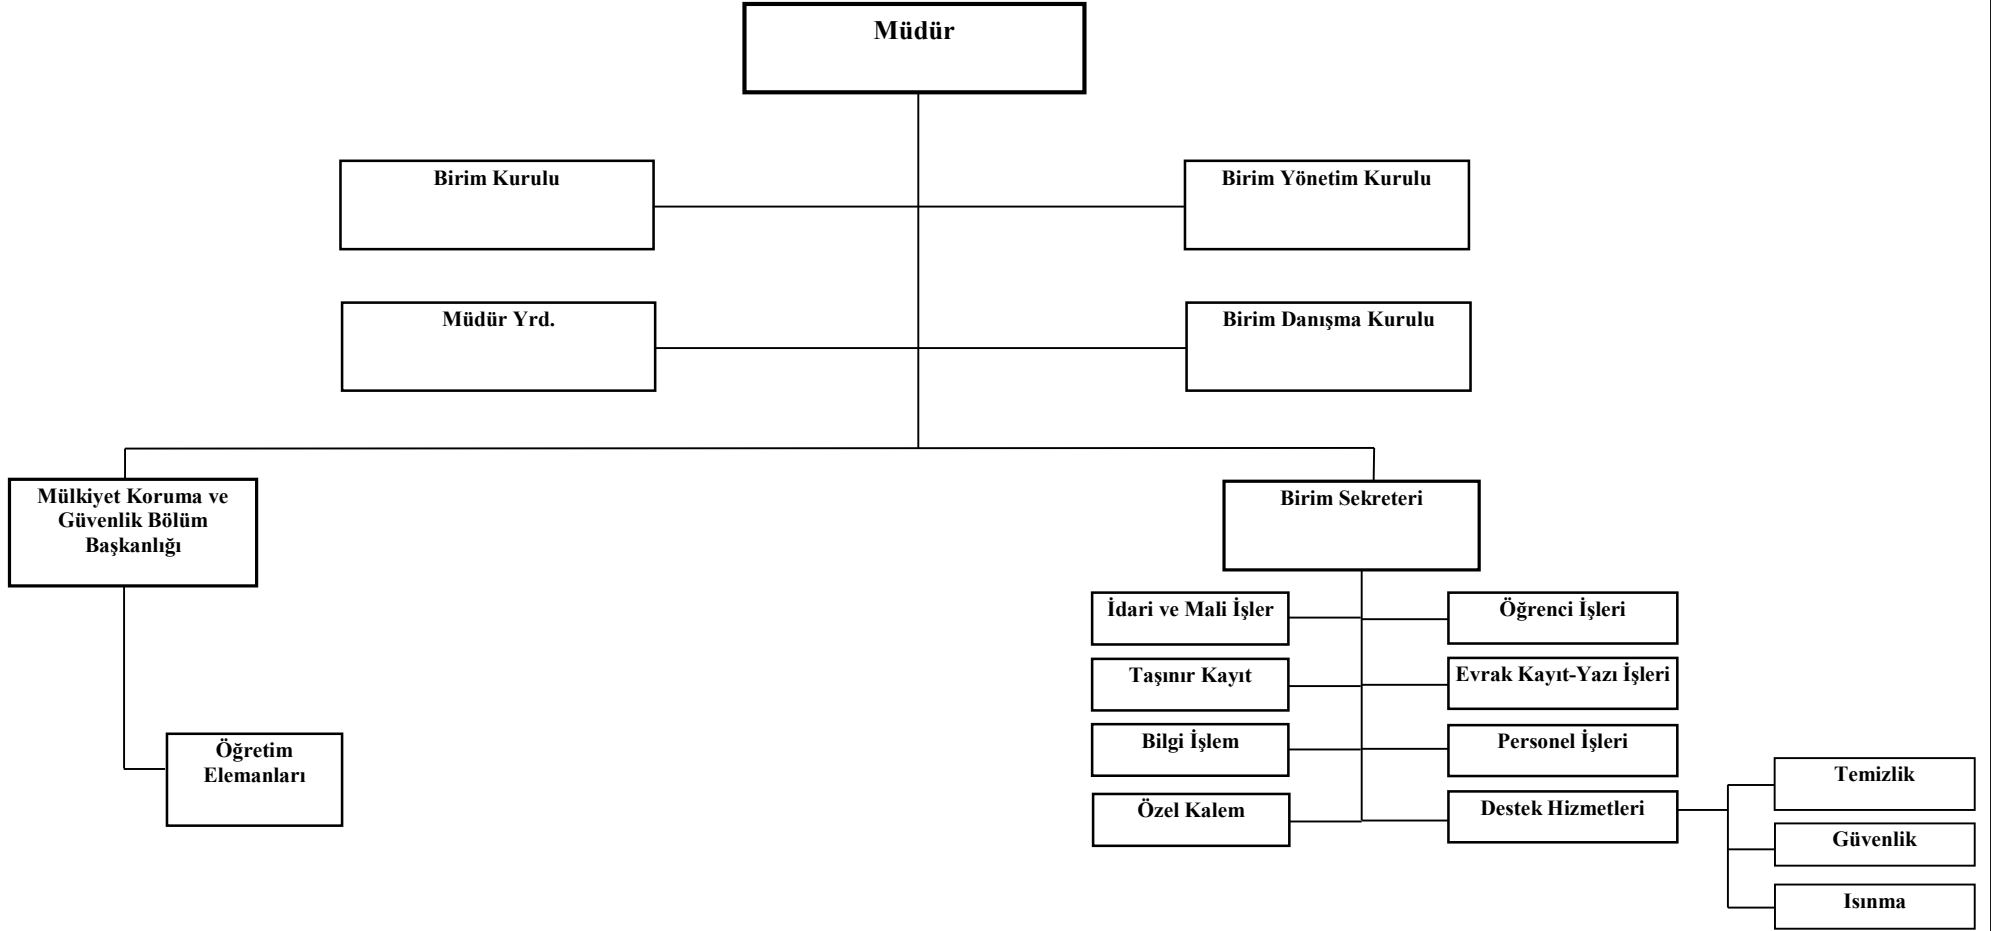 Müdür
Birim Kurulu
Birim Yönetim Kurulu
Müdür Yrd.
Birim Danışma Kurulu
Mülkiyet Koruma ve
Güvenlik Bölüm
Başkanlığı
Öğretim
Elemanları
Birim Sekreteri
İdari ve Mali İşler
Öğrenci İşleri
Taşınır Kayıt
Evrak Kayıt-Yazı İşleri
Bilgi İşlem
Personel İşleri
Özel Kalem
Destek Hizmetleri
Temizlik
Güvenlik
Isınma